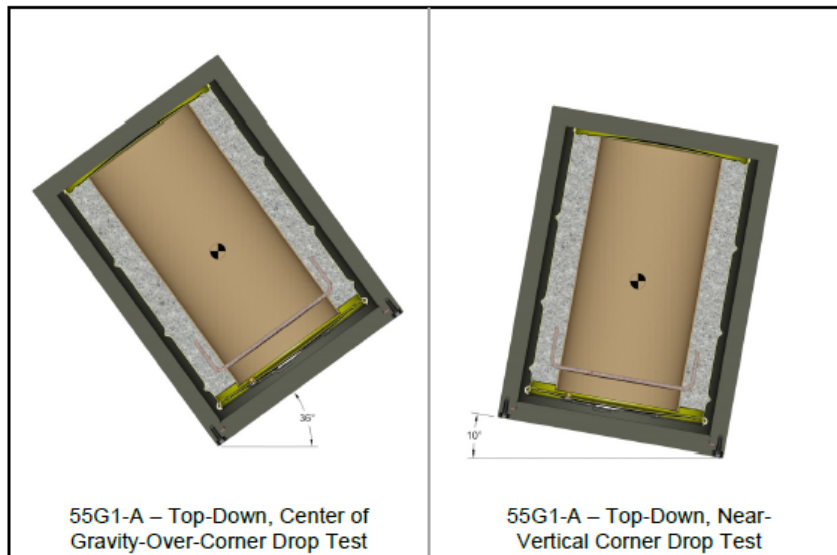 36°
10°
55G1-A – Top-Down, Center of
Gravity-Over-Corner Drop Test
55G1-A – Top-Down, Near-
Vertical Corner Drop Test